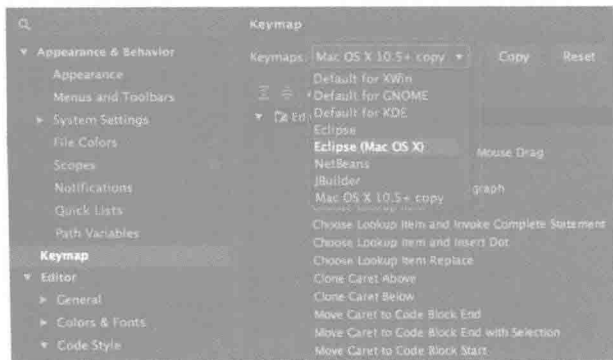 Keymap
Appearance & Behavior
Appearance
Menus and Toolbars
System Settings
File Colors
Scopes
Notifications
Quick Lists
Path Variables
Keymap
Editor
General
Colors & Fonts
Code Style
Keymaps: Mac OS X 10.5+ copy Copy Reset
Default for XWin
Default for GNOME
Default for KDE
Eclipse
Eclipse (Mac OS X)
NetBeans
JBuilder
Mac OS X 10.5+ copy
Ed
Mouse Drag
graph
Choose Lookup Item and Invoke Complete Statement
Choose Lookup Item and Insert Dot
Choose Lookup Item Replace
Clone Caret Above
Clone Caret Below
Move Caret to Code Block End
Move Caret to Code Block End with Selection
Move Caret to Code Block Start